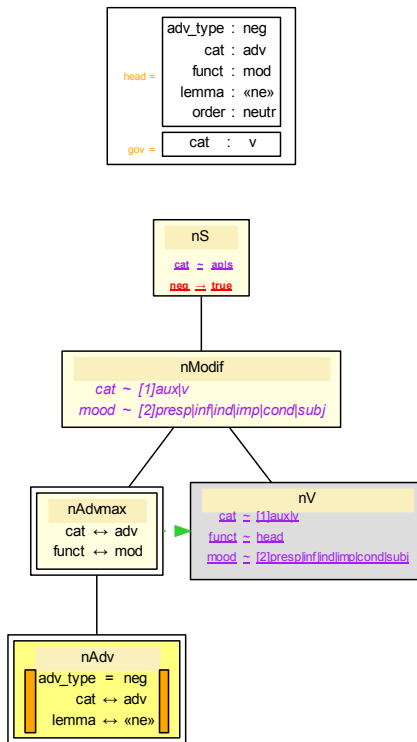 head =
adv_type : neg
cat : adv
funct : mod
lemma : «ne»
order : neutr
gov =
cat : v
nS
cat ~ ap|s
neg → true
nModif
cat ~ [1]aux|v
mood ~ [2]presp|inf|ind|imp|cond|subj
nAdvmax
cat ↔ adv
funct ↔ mod
nV
cat ~ [1]aux|v
funct ~ head
mood ~ [2]presp|inf|ind|imp|cond|subj
nAdv
adv_type = neg
cat ↔ adv
lemma ↔ «ne»